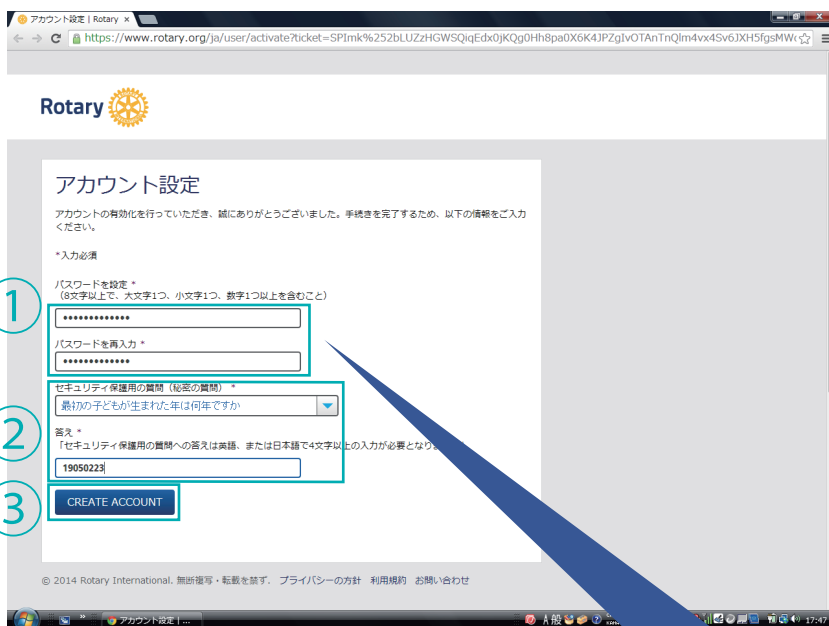 アカウント設定 | Rotary ×
https://www.rotary.org/ja/user/activate?ticket=SPImk%252bLUZzHGWSQiqEdx0jKQg0Hh8pa0X6K4JPZgIvOTAnTnQlm4vx4Sv6JXH5fgsMW
Rotary
アカウント設定
アカウントの有効化を行っていただき、誠にありがとうございました。手続きを完了するため、以下の情報をご入力
ください。
*入力必須
パスワードを設定 *
(8文字以上で、大文字1つ、小文字1つ、数字1つ以上を含むこと)
①
•••••••••••••
パスワードを再入力 *
•••••••••••••
セキュリティ保護用の質問(秘密の質問) *
最初の子どもが生まれた年は何年ですか
②
答え *
「セキュリティ保護用の質問への答えは英語、または日本語で4文字以上の入力が必要となりま
19050223
③
CREATE ACCOUNT
© 2014 Rotary International. 無断複写・転載を禁ず. プライバシーの方針 利用規約 お問い合わせ
アカウント設定 | ...
A 般
17:47